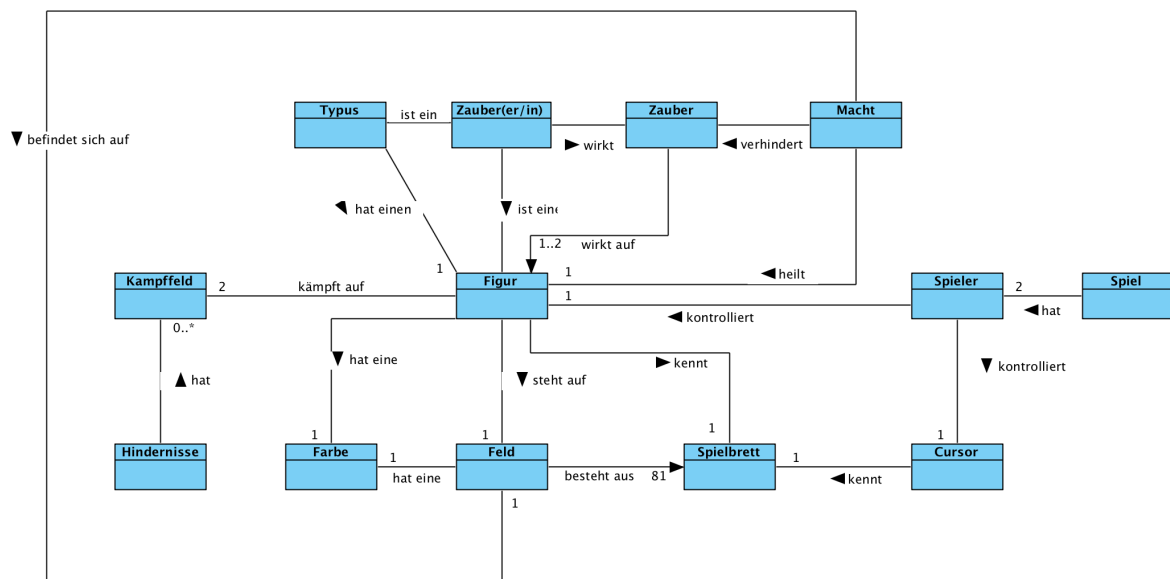 befindet sich auf
Typus
ist ein
Zauber(er/in)
wirkt
Zauber
verhindert
Macht
hat einen
ist eine
1..2
wirkt auf
1
1
heilt
Kampffeld
2
kämpft auf
Figur
1
kontrolliert
Spieler
2
hat
Spiel
0..*
hat eine
steht auf
kennt
kontrolliert
hat
1
1
1
1
Hindernisse
Farbe
1
hat eine
Feld
besteht aus
81
Spielbrett
1
kennt
Cursor
1